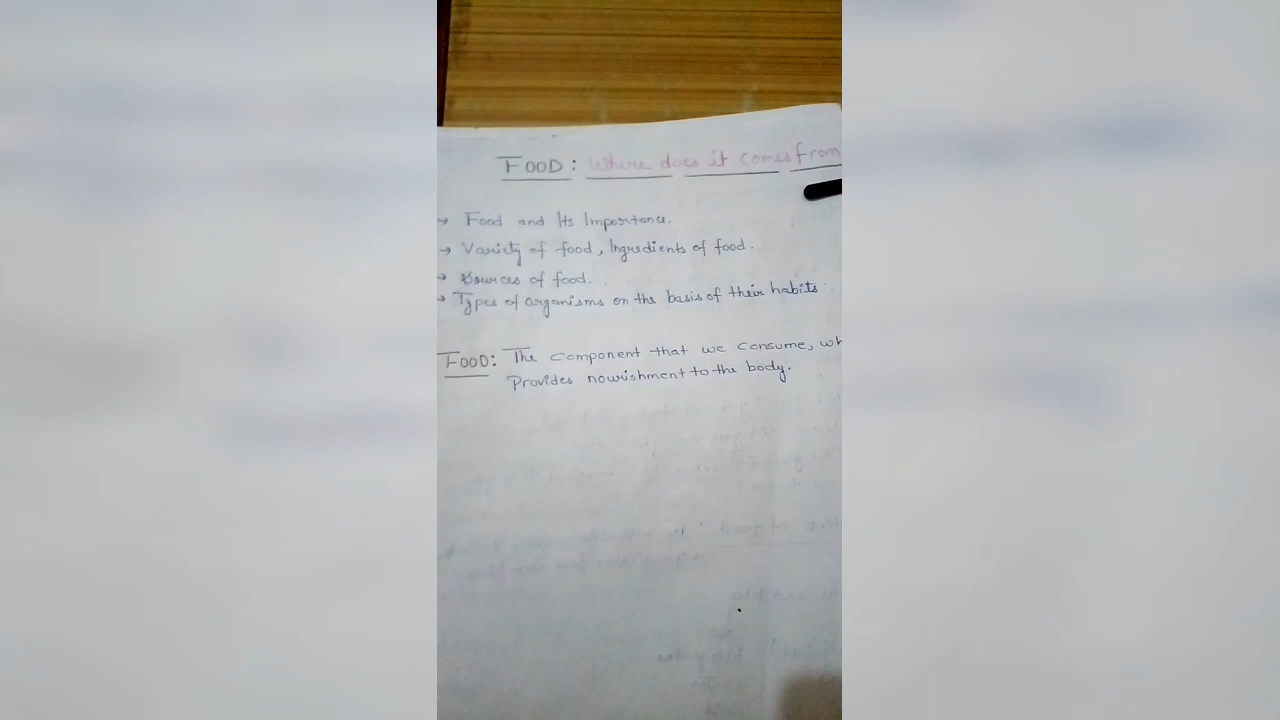 FOOD: Where does it comes from
→ Food and Its Importance.
→ Variety of food, Ingredients of food.
→ Sources of food.
→ Types of organisms on the basis of their habits
FOOD: The component that we consume, wh
Provides nourishment to the body.